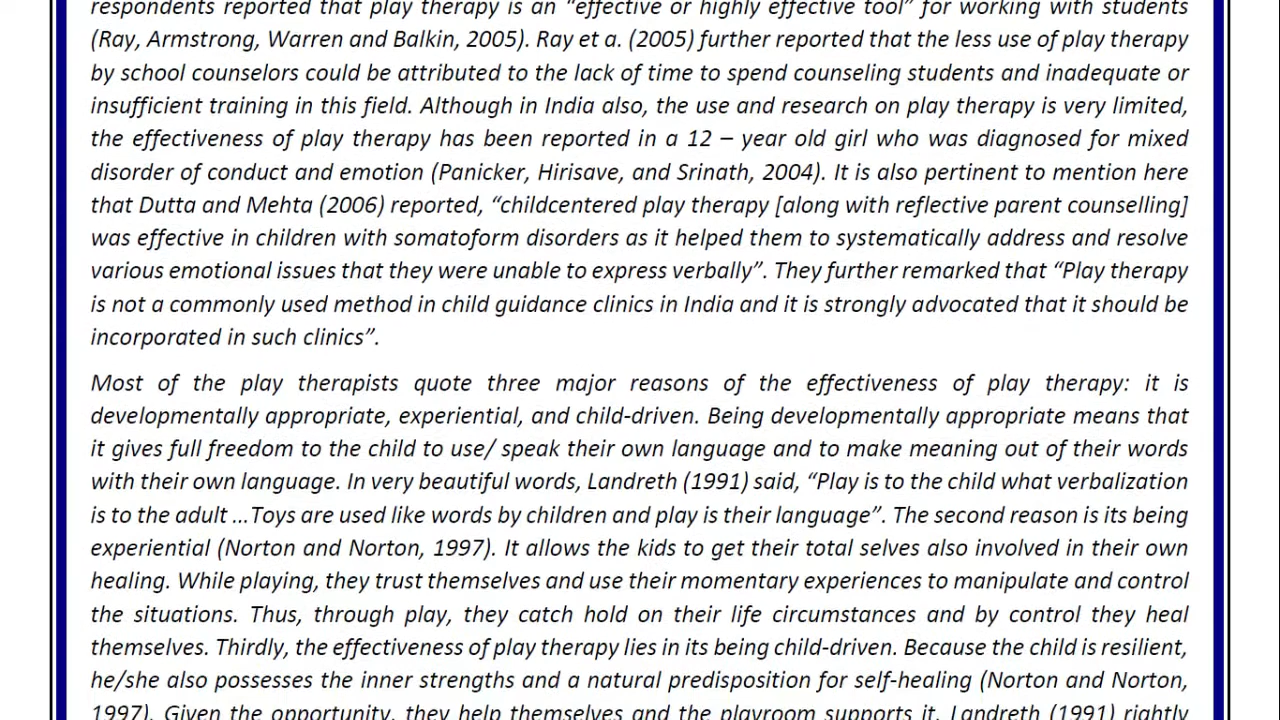 respondents reported that play therapy is an “effective or highly effective tool” for working with students
(Ray, Armstrong, Warren and Balkin, 2005). Ray et a. (2005) further reported that the less use of play therapy
by school counselors could be attributed to the lack of time to spend counseling students and inadequate or
insufficient training in this field. Although in India also, the use and research on play therapy is very limited,
the effectiveness of play therapy has been reported in a 12 – year old girl who was diagnosed for mixed
disorder of conduct and emotion (Panicker, Hirisave, and Srinath, 2004). It is also pertinent to mention here
that Dutta and Mehta (2006) reported, “childcentered play therapy [along with reflective parent counselling]
was effective in children with somatoform disorders as it helped them to systematically address and resolve
various emotional issues that they were unable to express verbally”. They further remarked that “Play therapy
is not a commonly used method in child guidance clinics in India and it is strongly advocated that it should be
incorporated in such clinics”.
Most of the play therapists quote three major reasons of the effectiveness of play therapy: it is
developmentally appropriate, experiential, and child-driven. Being developmentally appropriate means that
it gives full freedom to the child to use/ speak their own language and to make meaning out of their words
with their own language. In very beautiful words, Landreth (1991) said, “Play is to the child what verbalization
is to the adult ...Toys are used like words by children and play is their language”. The second reason is its being
experiential (Norton and Norton, 1997). It allows the kids to get their total selves also involved in their own
healing. While playing, they trust themselves and use their momentary experiences to manipulate and control
the situations. Thus, through play, they catch hold on their life circumstances and by control they heal
themselves. Thirdly, the effectiveness of play therapy lies in its being child-driven. Because the child is resilient,
he/she also possesses the inner strengths and a natural predisposition for self-healing (Norton and Norton,
1997). Given the opportunity, they help themselves and the playroom supports it. Landreth (1991) rightly